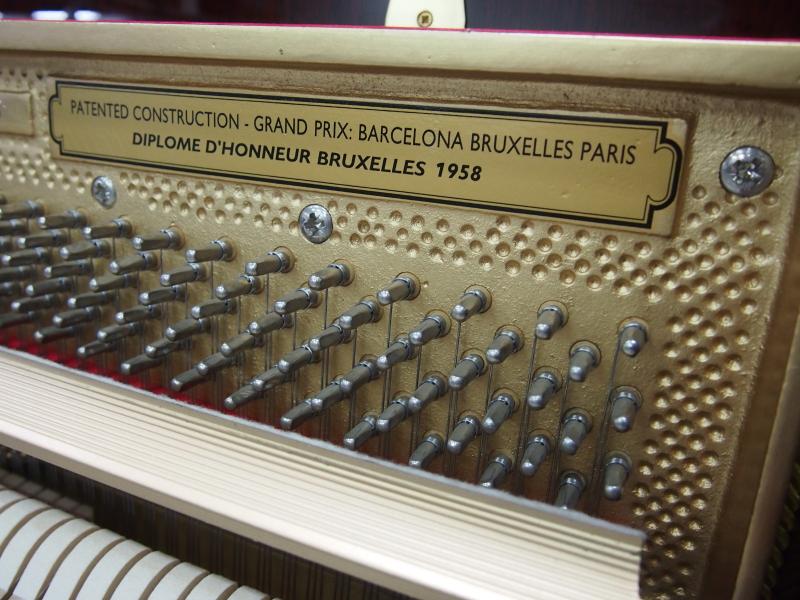 PATENTED CONSTRUCTION - GRAND PRIX: BARCELONA BRUXELLES PARIS
DIPLOME D'HONNEUR BRUXELLES 1958